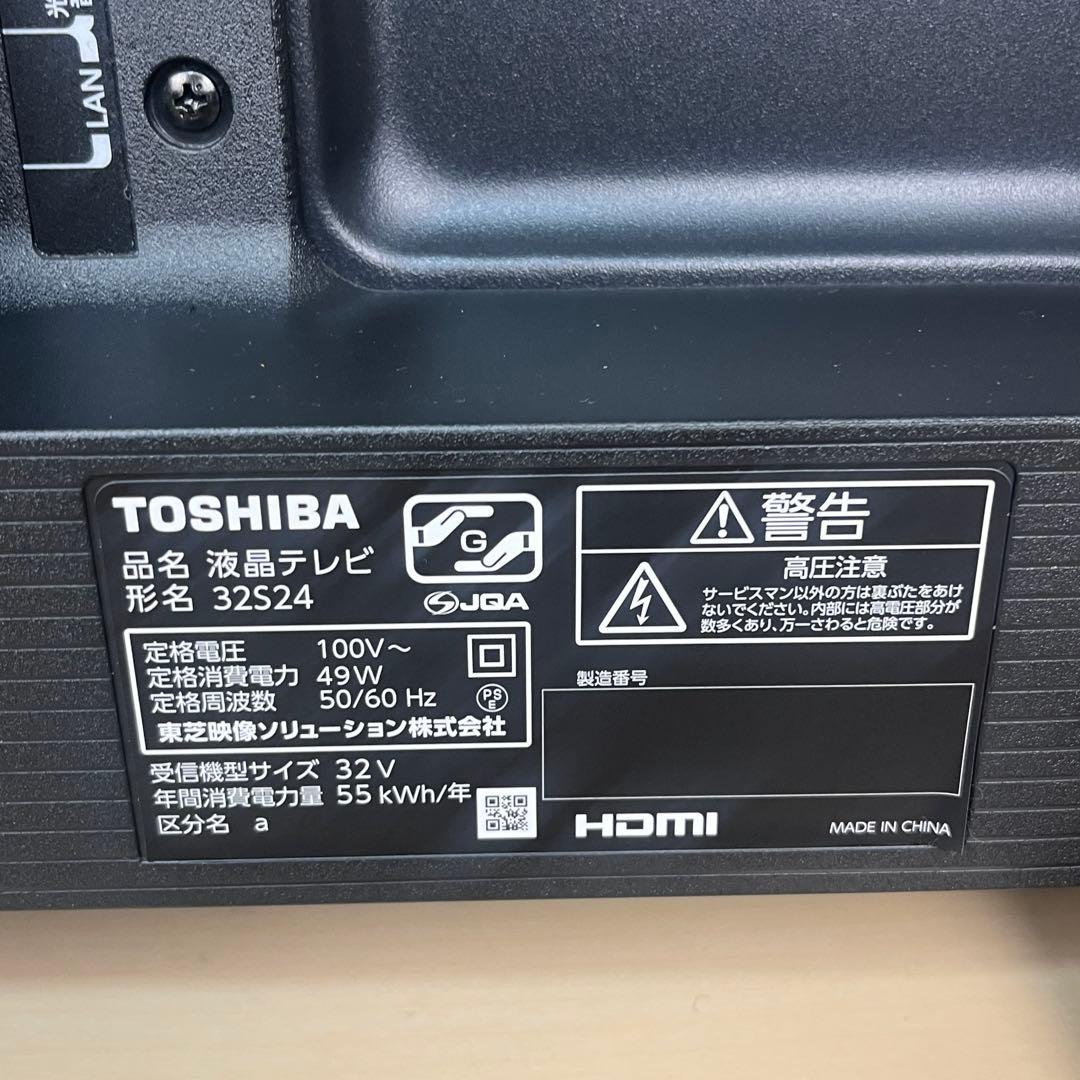 光
LAN
TOSHIBA
品名 液晶テレビ
形名 32S24
G
JQA
定格電圧 100V～
定格消費電力 49W
定格周波数 50/60 Hz
PS
E
東芝映像ソリューション株式会社
受信機型サイズ 32V
年間消費電力量 55 kWh/年
区分名 a
警告
高圧注意
サービスマン以外の方は裏ぶたをあけ
ないでください。内部には高電圧部分が
数多くあり、万一さわると危険です。
製造番号
HDMI
MADE IN CHINA